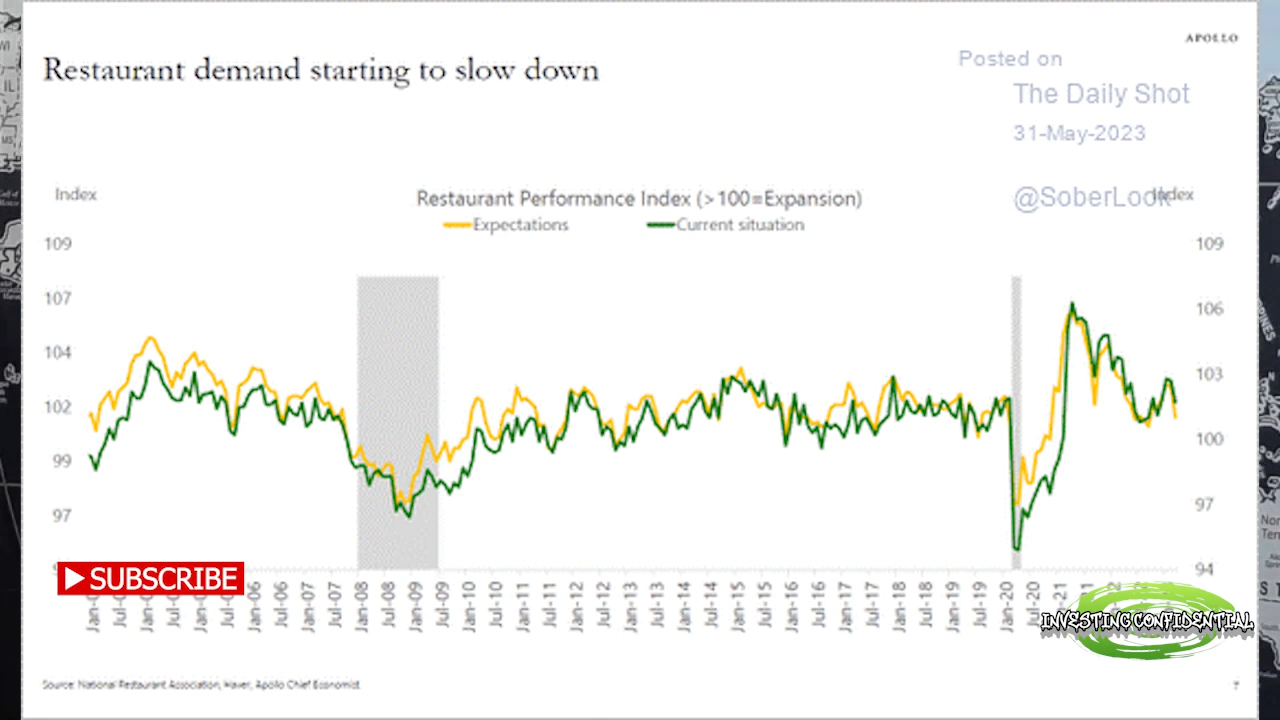 APOLLO
Restaurant demand starting to slow down
Posted on
The Daily Shot
31-May-2023
@SoberLook
Index
Index
Restaurant Performance Index (>100=Expansion)
Expectations
Current situation
109
107
104
102
99
97
109
106
103
100
97
94
SUBSCRIBE
Jul-06
Jan-07
Jul-07
Jan-08
Jul-08
Jan-09
Jul-09
Jan-10
Jul-10
Jan-11
Jul-11
Jan-12
Jul-12
Jan-13
Jul-13
Jan-14
Jul-14
Jan-15
Jul-15
Jan-16
Jul-16
Jan-17
Jul-17
Jan-18
Jul-18
Jan-19
Jul-19
Jan-20
Jul-20
INVESTING CONFIDENTIAL
Source: National Restaurant Association, Haver, Apollo Chief Economist
7